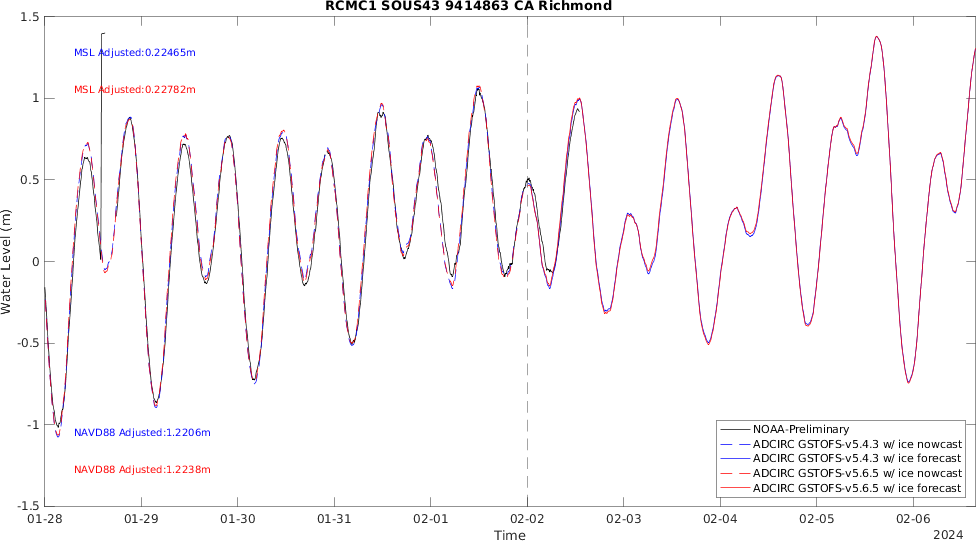 RCMC1 SOUS43 9414863 CA Richmond
1.5
MSL Adjusted:0.22465m
MSL Adjusted:0.22782m
1
0.5
0
-0.5
-1
-1.5
Water Level (m)
NAVD88 Adjusted:1.2206m
NAVD88 Adjusted:1.2238m
NOAA-Preliminary
ADCIRC GSTOFS-v5.4.3 w/ ice nowcast
ADCIRC GSTOFS-v5.4.3 w/ ice forecast
ADCIRC GSTOFS-v5.6.5 w/ ice nowcast
ADCIRC GSTOFS-v5.6.5 w/ ice forecast
01-28 01-29 01-30 01-31 02-01 02-02 02-03 02-04 02-05 02-06
Time
2024